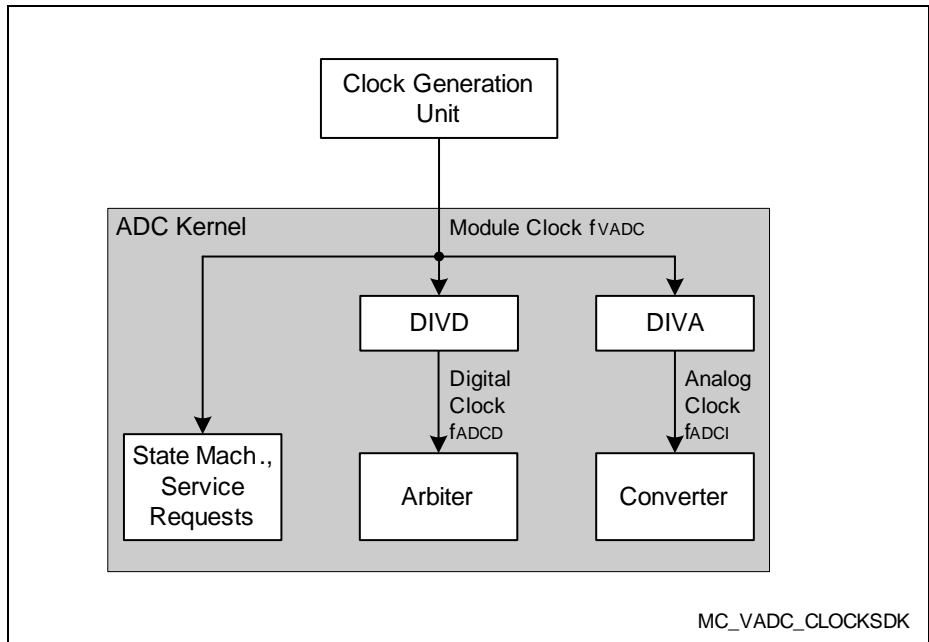 Clock Generation
Unit
ADC Kernel
Module Clock fVADC
DIVD
DIVA
Digital
Clock
fADCD
Analog
Clock
fADCI
State Mach.,
Service
Requests
Arbiter
Converter
MC_VADC_CLOCKSDK